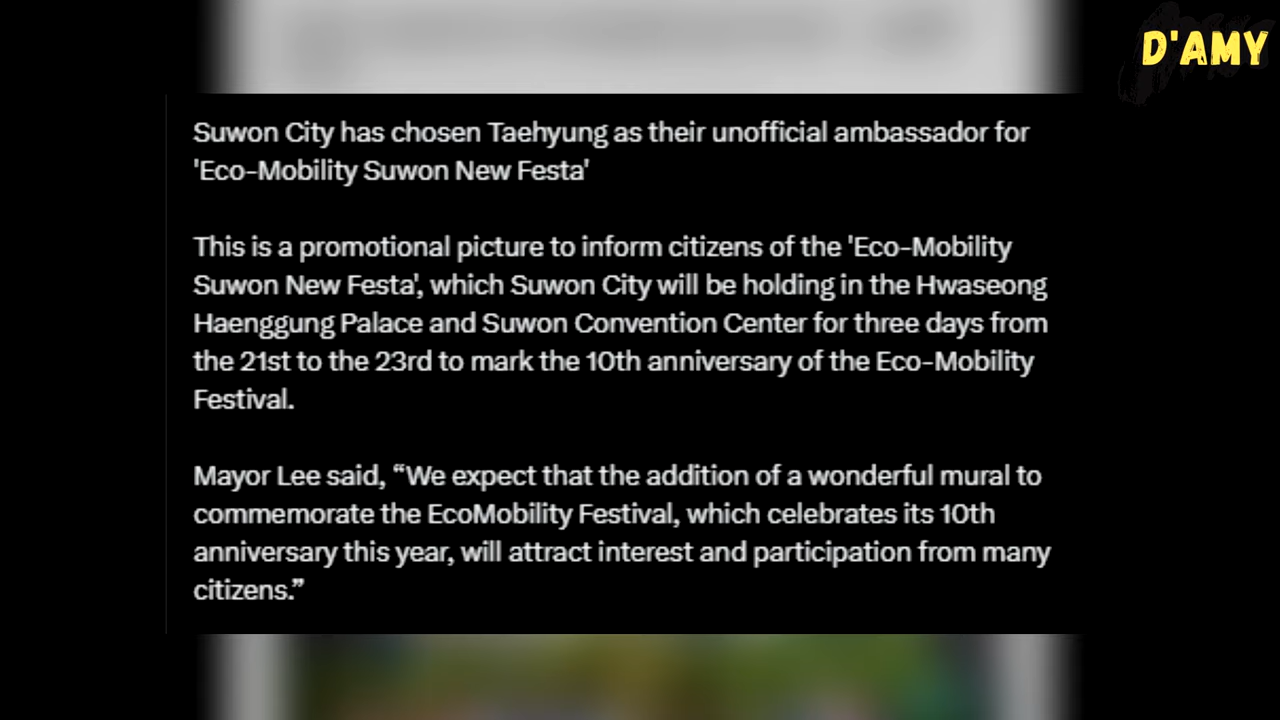 D'AMY
Suwon City has chosen Taehyung as their unofficial ambassador for
'Eco-Mobility Suwon New Festa'
This is a promotional picture to inform citizens of the 'Eco-Mobility
Suwon New Festa', which Suwon City will be holding in the Hwaseong
Haenggung Palace and Suwon Convention Center for three days from
the 21st to the 23rd to mark the 10th anniversary of the Eco-Mobility
Festival.
Mayor Lee said, “We expect that the addition of a wonderful mural to
commemorate the EcoMobility Festival, which celebrates its 10th
anniversary this year, will attract interest and participation from many
citizens.”